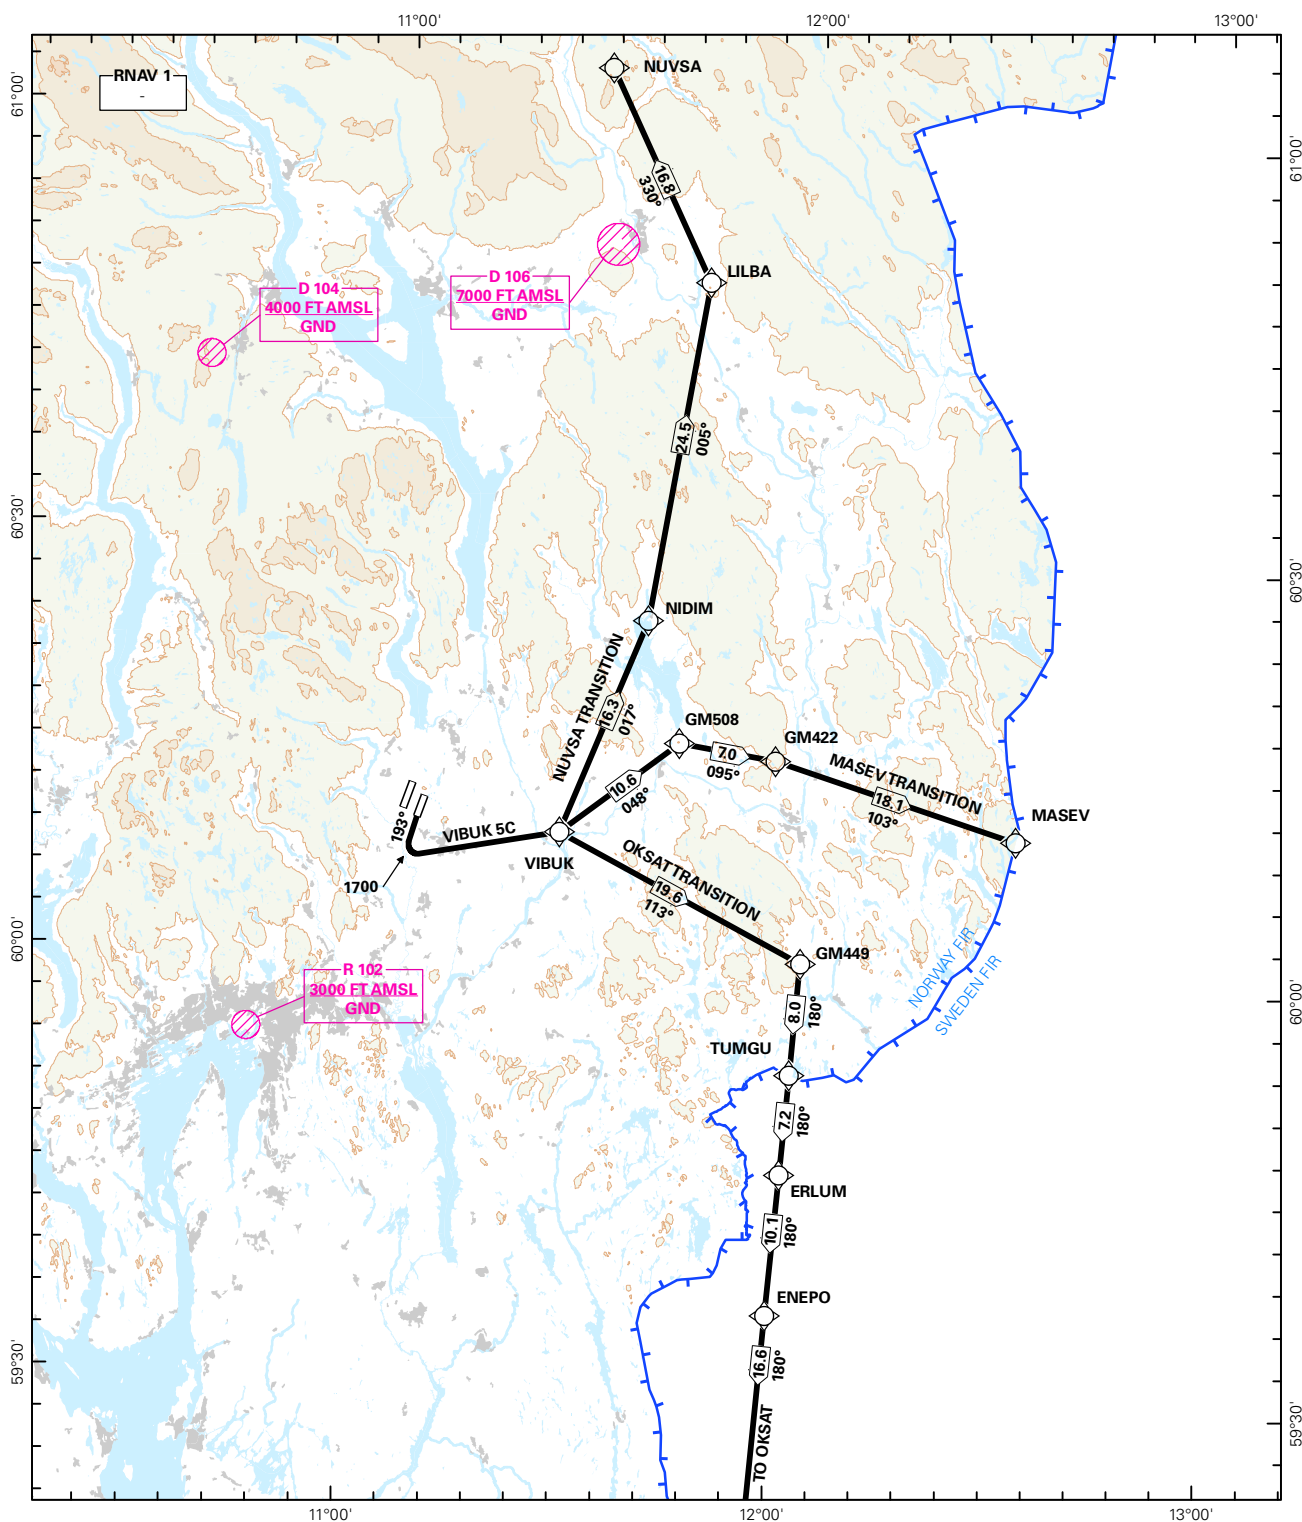 11°00'
12°00'
13°00'
RNAV 1
-
61°00'
61°00'
NUVSA
16.8
330°
LILBA
D 104
4000 FT AMSL
GND
D 106
7000 FT AMSL
GND
24.5
005°
60°30'
60°30'
NIDIM
NUVSA TRANSITION
16.3
017°
GM508
GM422
7.0
095°
MASEV TRANSITION
18.1
103°
MASEV
10.6
048°
193°
VIBUK 5C
VIBUK
1700
OKSAT TRANSITION
19.6
113°
60°00'
60°00'
GM449
NORWAY FIR
SWEDEN FIR
R 102
3000 FT AMSL
GND
8.0
180°
TUMGU
7.2
180°
ERLUM
10.1
180°
ENEPO
16.6
180°
TO OKSAT
59°30'
59°30'
11°00'
12°00'
13°00'